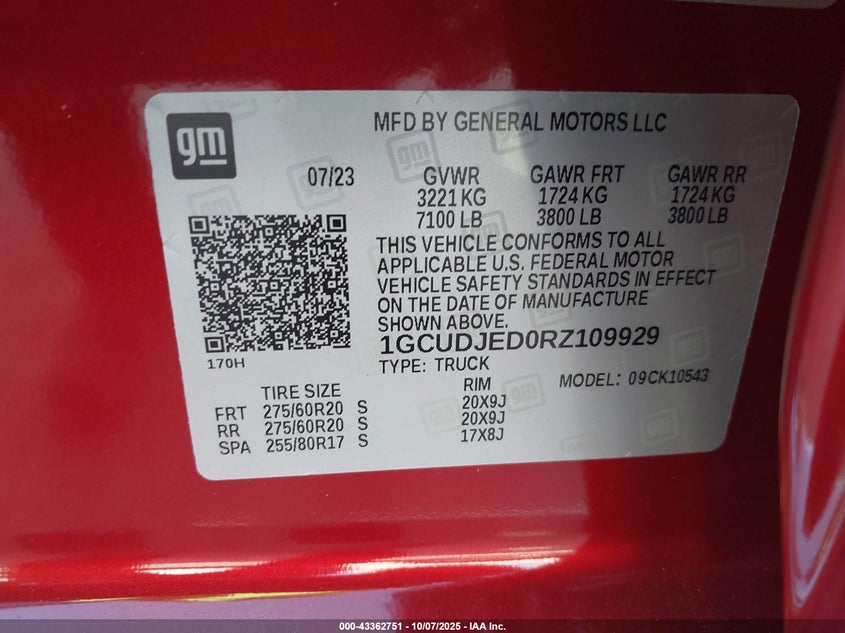 gm
MFD BY GENERAL MOTORS LLC
07/23 GVWR GAWR FRT GAWR RR
3221 KG 1724 KG 1724 KG
7100 LB 3800 LB 3800 LB
THIS VEHICLE CONFORMS TO ALL
APPLICABLE U.S. FEDERAL MOTOR
VEHICLE SAFETY STANDARDS IN EFFECT
ON THE DATE OF MANUFACTURE
SHOWN ABOVE.
170H
1GCUDJED0RZ109929
TYPE: TRUCK
MODEL: 09CK10543
TIRE SIZE RIM
FRT 275/60R20 S 20X9J
RR 275/60R20 S 20X9J
SPA 255/80R17 S 17X8J
000-43362751 - 10/07/2025 - IAA Inc.